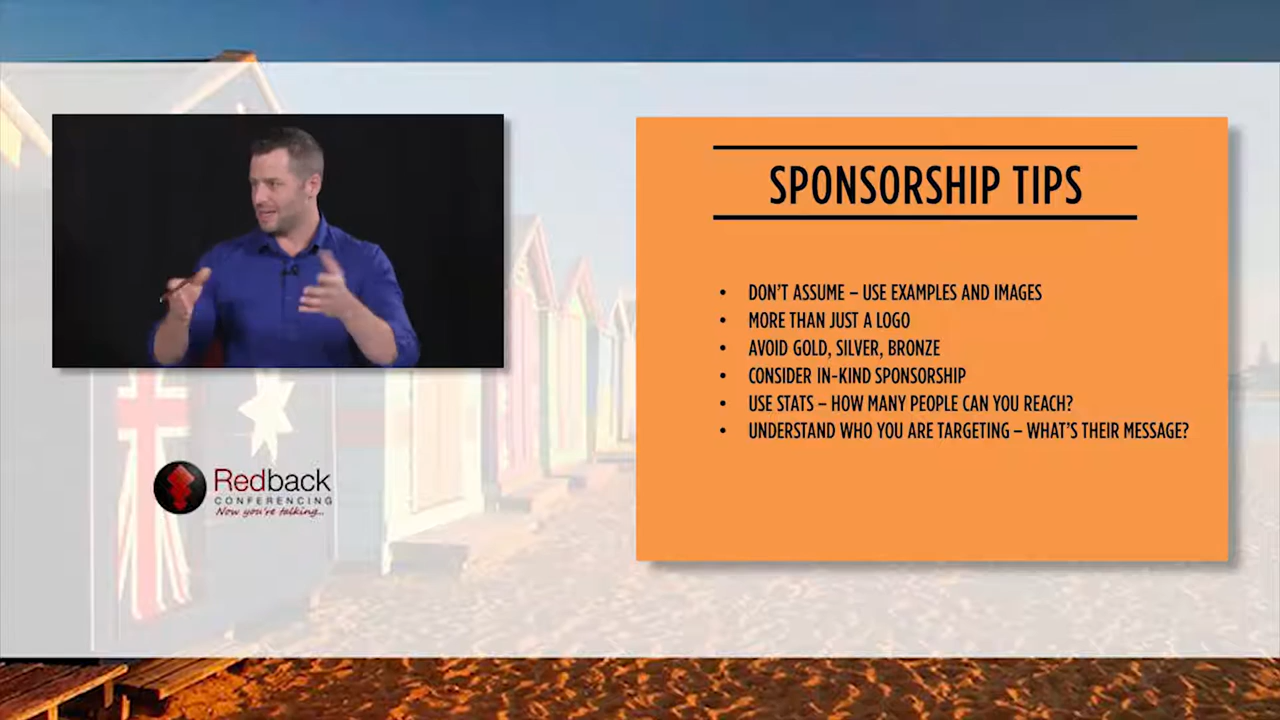 SPONSORSHIP TIPS
• DON'T ASSUME – USE EXAMPLES AND IMAGES
• MORE THAN JUST A LOGO
• AVOID GOLD, SILVER, BRONZE
• CONSIDER IN-KIND SPONSORSHIP
• USE STATS – HOW MANY PEOPLE CAN YOU REACH?
• UNDERSTAND WHO YOU ARE TARGETING – WHAT'S THEIR MESSAGE?
Redback
CONFERENCING
Now you're talking...